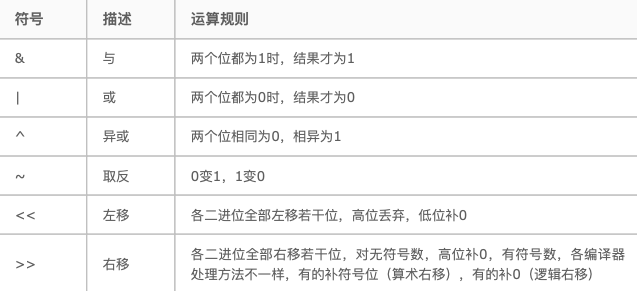 符号 描述 运算规则
& 与 两个位都为1时，结果才为1
| 或 两个位都为0时，结果才为0
^ 异或 两个位相同为0，相异为1
~ 取反 0变1，1变0
<< 左移 各二进位全部左移若干位，高位丢弃，低位补0
>> 右移 各二进位全部右移若干位，对无符号数，高位补0，有符号数，各编译器
处理方法不一样，有的补符号位（算术右移），有的补0（逻辑右移）